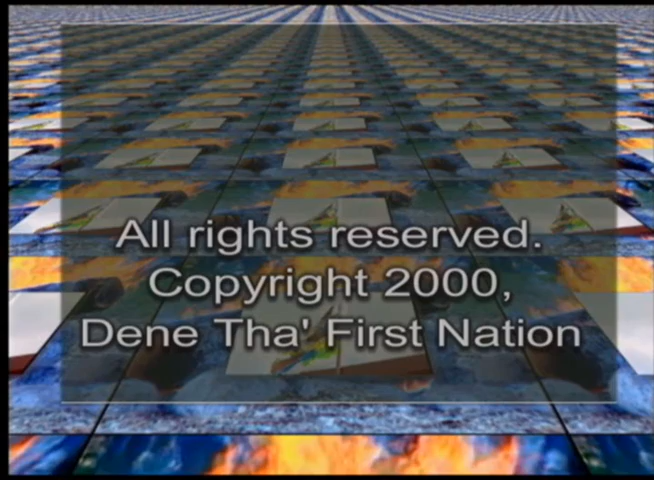 All rights reserved.
Copyright 2000,
Dene Tha' First Nation